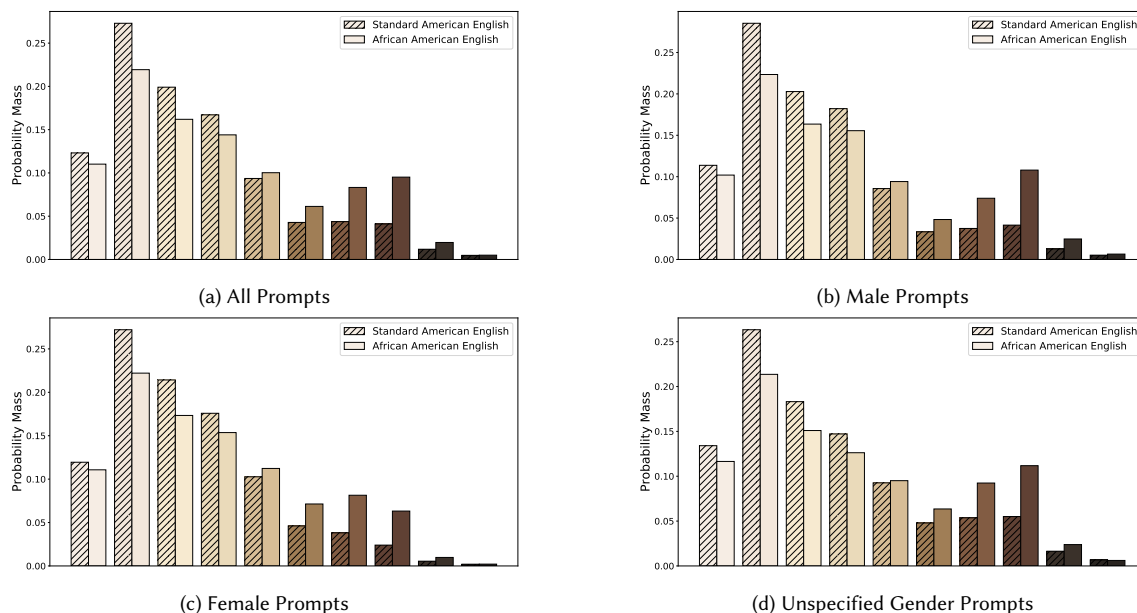 Standard American English
African American English
Probability Mass
0.25
0.20
0.15
0.10
0.05
0.00
(a) All Prompts
Standard American English
African American English
Probability Mass
0.25
0.20
0.15
0.10
0.05
0.00
(b) Male Prompts
Standard American English
African American English
Probability Mass
0.25
0.20
0.15
0.10
0.05
0.00
(c) Female Prompts
Standard American English
African American English
Probability Mass
0.25
0.20
0.15
0.10
0.05
0.00
(d) Unspecified Gender Prompts